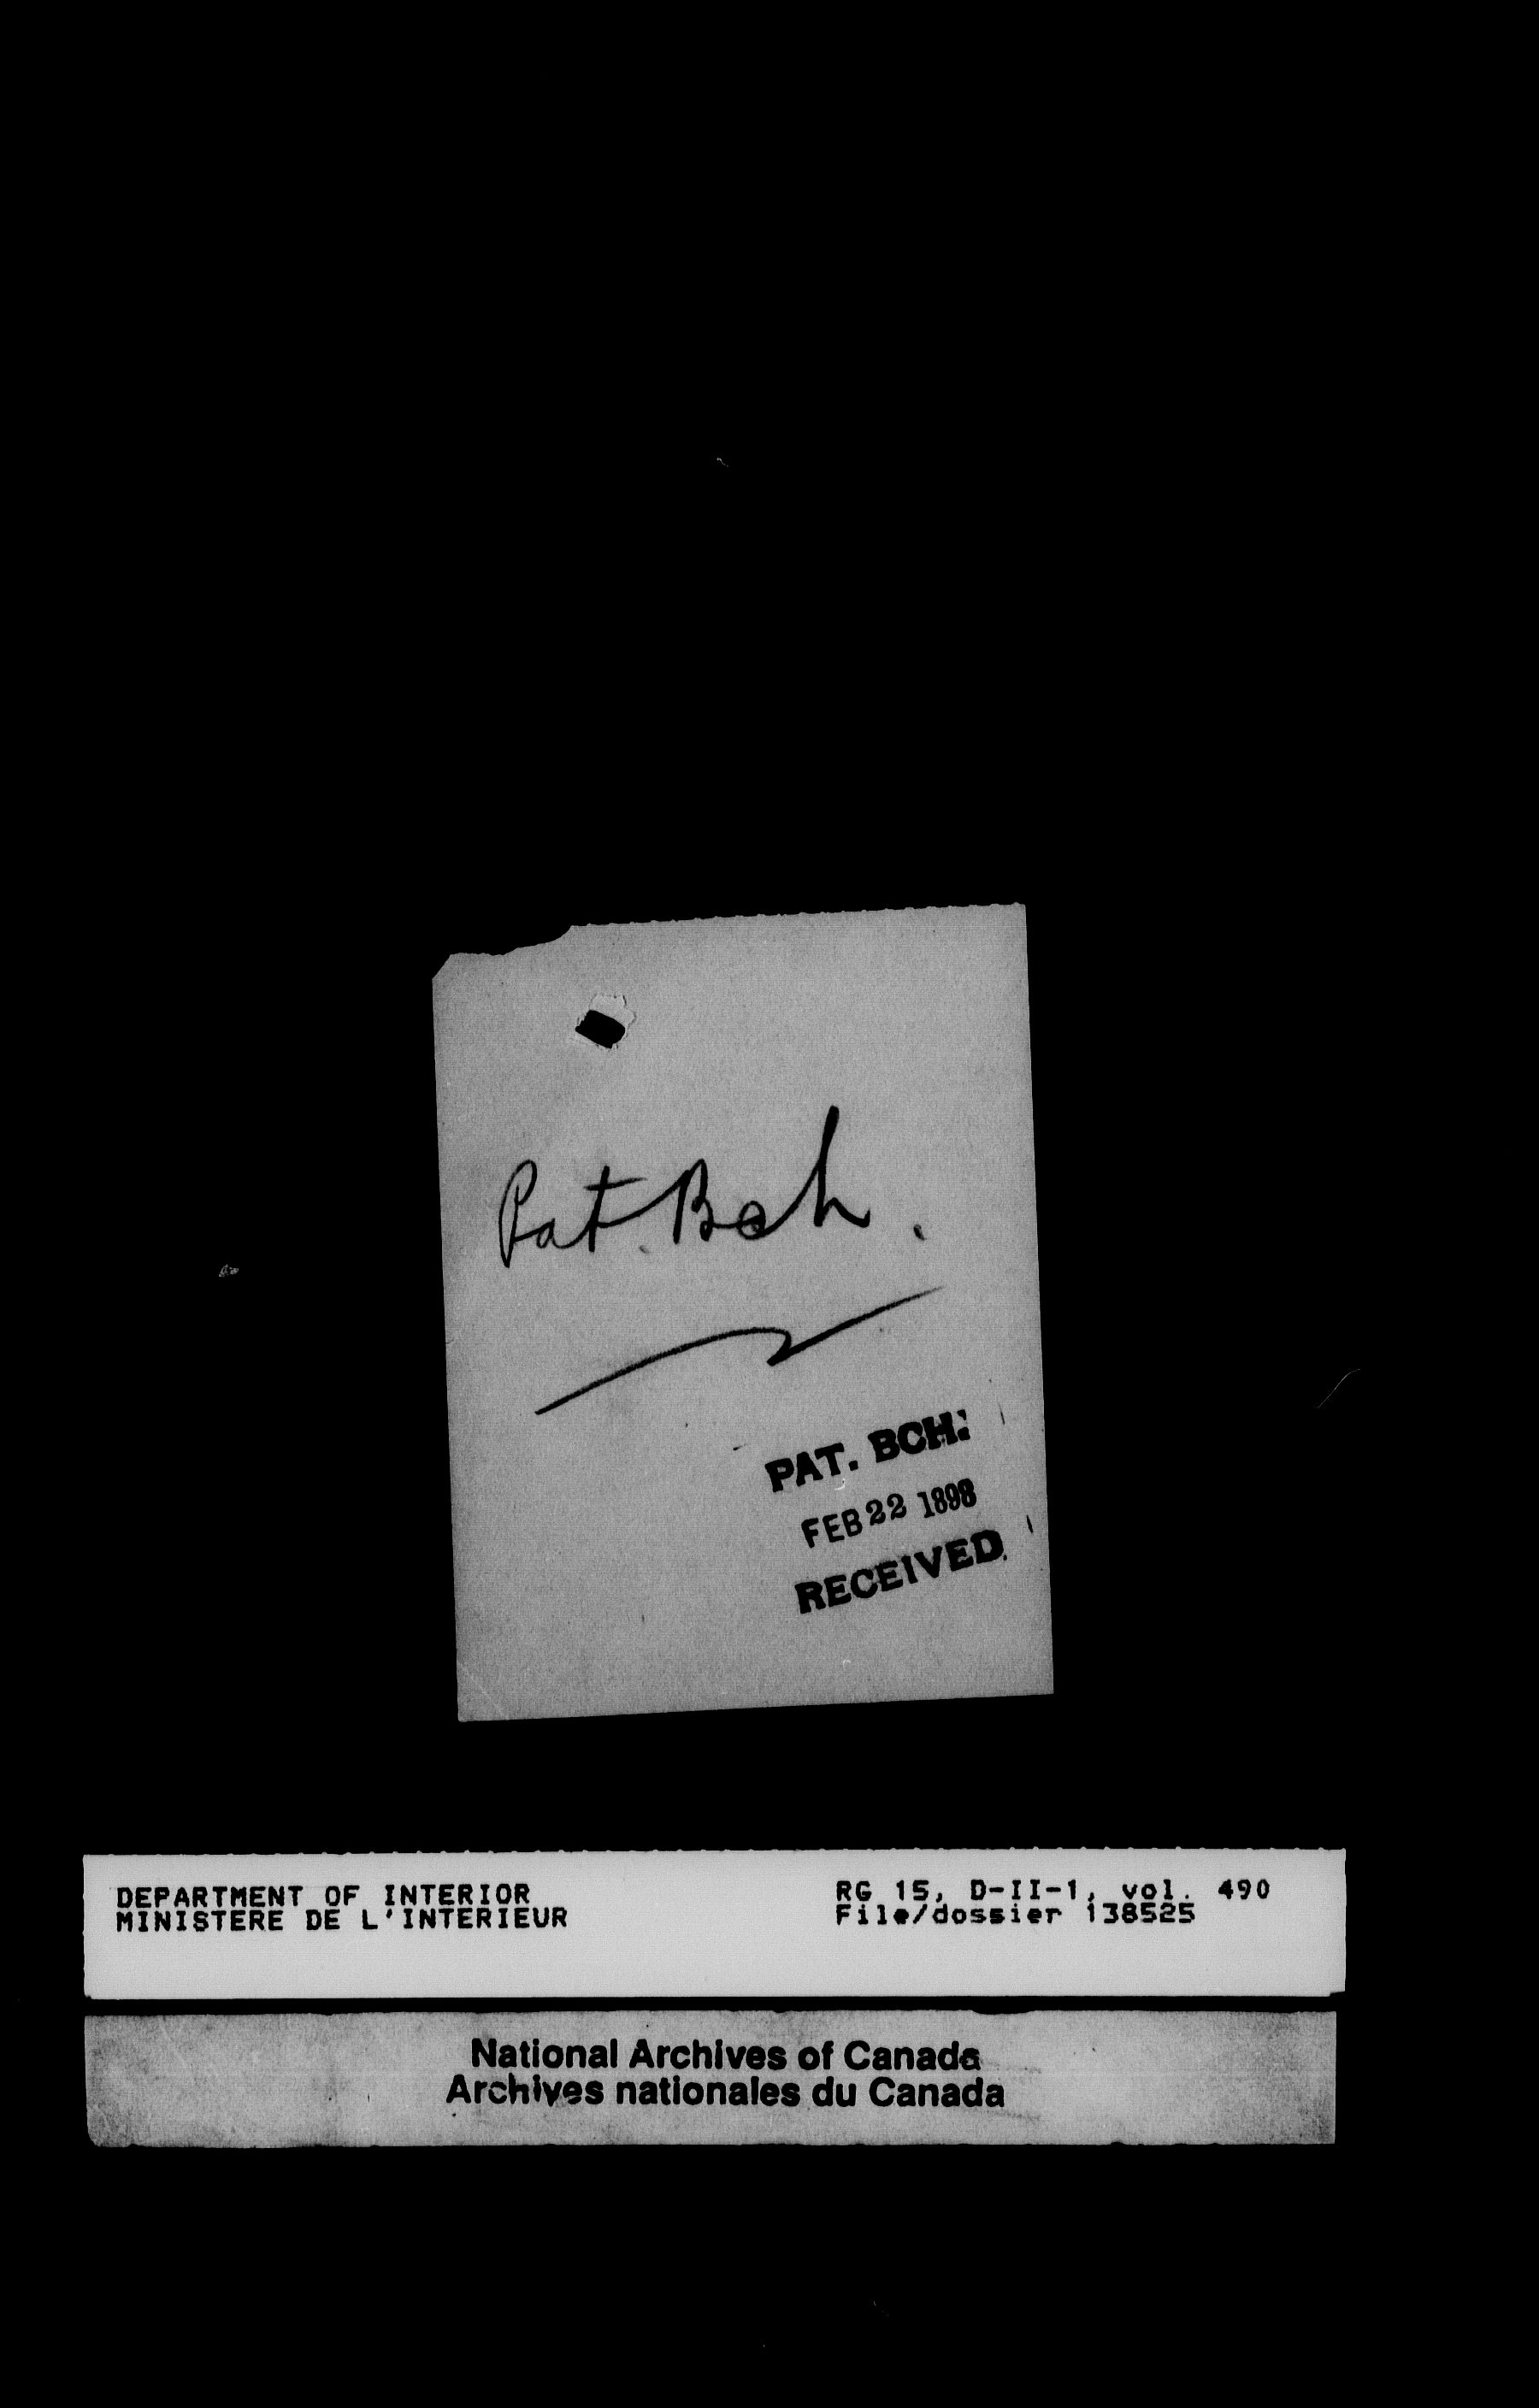 Pat. Bch.
PAT. BCH.
FEB 22 1898
RECEIVED.
DEPARTMENT OF INTERIOR
MINISTERE DE L'INTERIEUR
RG 15, D-II-1, vol. 490
File/dossier 138525
National Archives of Canada
Archives nationales du Canada